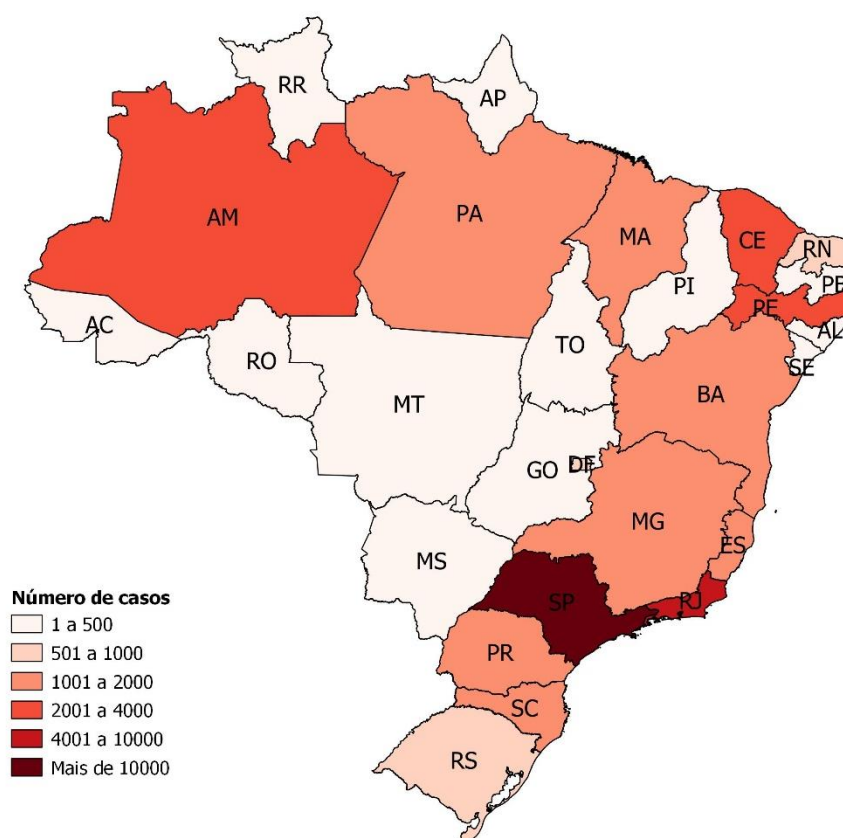 RR
AP
AM
PA
MA
CE
RN
PB
PI
PE
AL
AC
SE
TO
RO
BA
MT
GO
DF
MG
ES
MS
SP
RJ
PR
SC
RS
Número de casos
1 a 500
501 a 1000
1001 a 2000
2001 a 4000
4001 a 10000
Mais de 10000